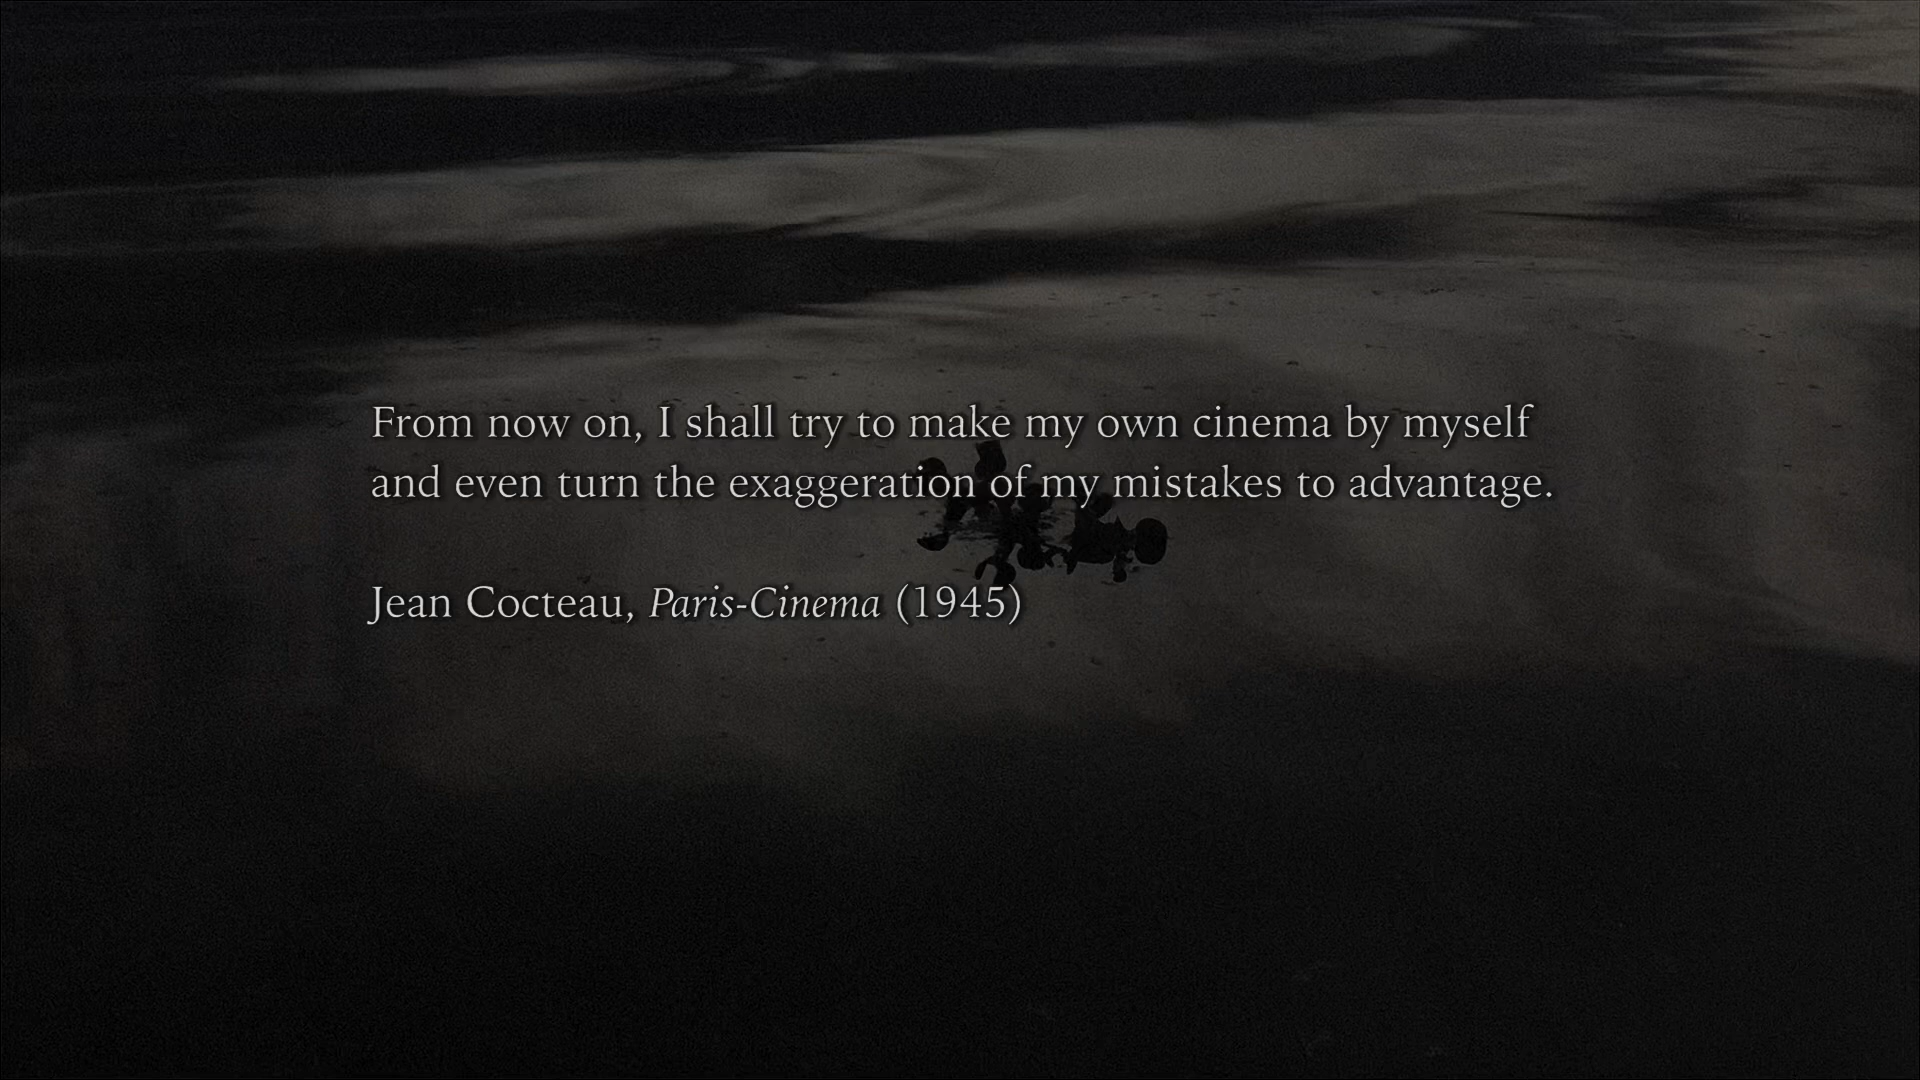 From now on, I shall try to make my own cinema by myself
and even turn the exaggeration of my mistakes to advantage.
Jean Cocteau, Paris-Cinema (1945)